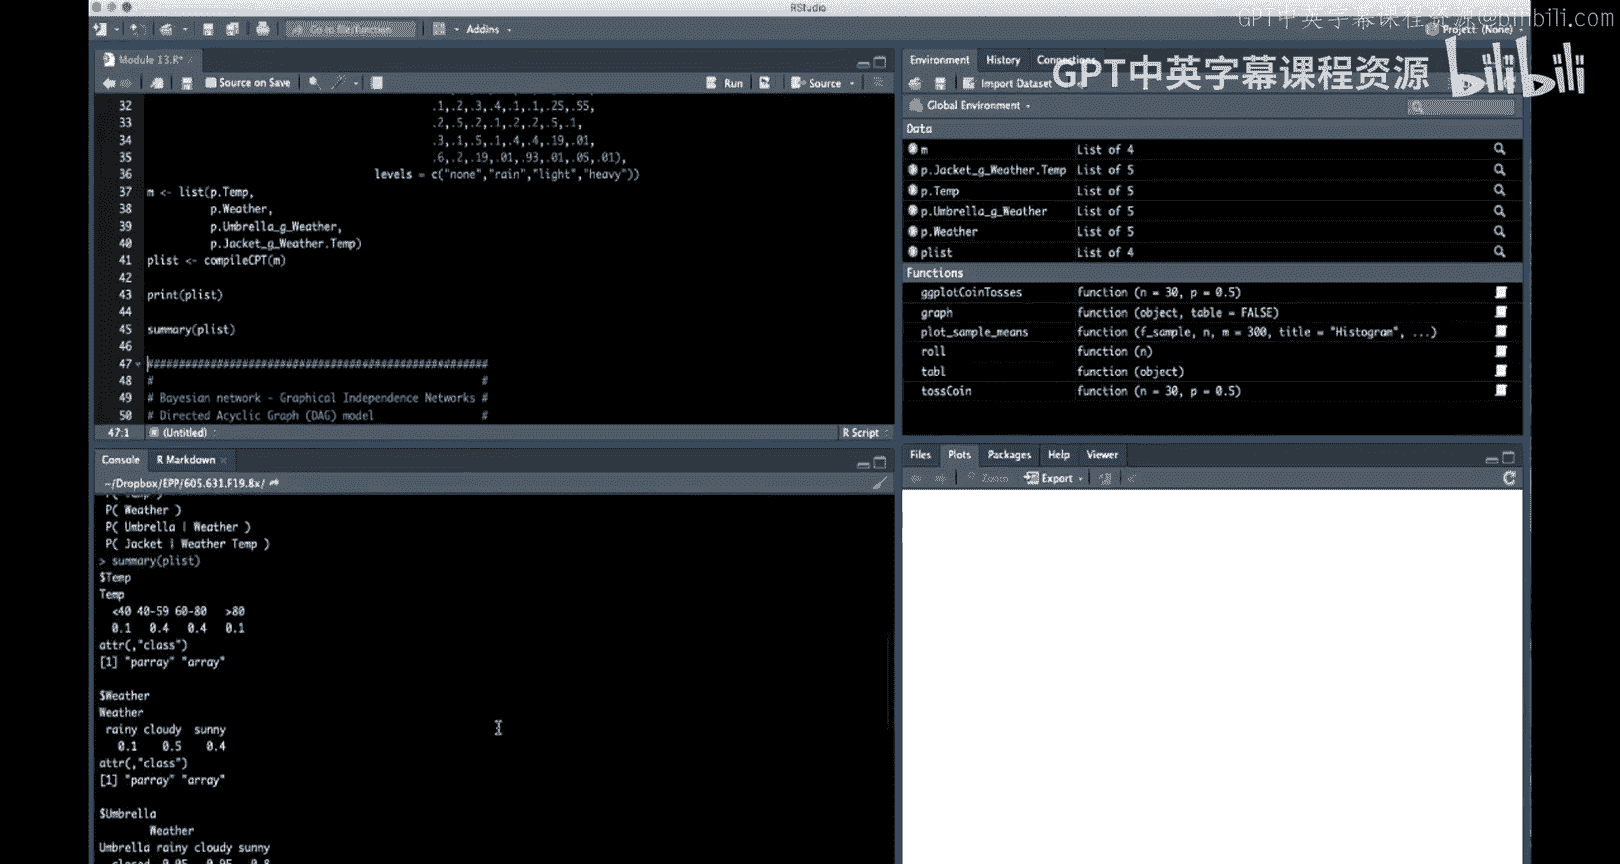 RStudio
GPT中英字幕课程资源@bilibili.com
Go to file/function
Addins
Project: (None)
Module 13.R*
Source on Save
Run
Source
32 .1,.2,.3,.4,.1,.1,.25,.55,
33 .2,.5,.2,.1,.2,.2,.5,.1,
34 .3,.1,.5,.1,.4,.4,.19,.01,
35 .6,.2,.19,.01,.93,.01,.05,.01),
36 levels = c("none","rain","light","heavy"))
37 m <- list(p.Temp,
38 p.Weather,
39 p.Umbrella_g_Weather,
40 p.Jacket_g_Weather.Temp)
41 plist <- compileCPT(m)
42
43 print(plist)
44
45 summary(plist)
46
47 ######################################################
48 # #
49 # Bayesian network - Graphical Independence Networks #
50 # Directed Acyclic Graph (DAG) model #
47:1 (Untitled) R Script
Console R Markdown
~/Dropbox/EPP/605.631.F19.8x/
P( Temp )
P( Weather )
P( Umbrella | Weather )
P( Jacket | Weather Temp )
> summary(plist)
$Temp
Temp
<40 40-59 60-80 >80
0.1 0.4 0.4 0.1
attr(,"class")
[1] "parray" "array"
$Weather
Weather
rainy cloudy sunny
0.1 0.5 0.4
attr(,"class")
[1] "parray" "array"
$Umbrella
Weather
Umbrella rainy cloudy sunny
closed 0.05 0.95 0.8
Environment History Connections
GPT中英字幕课程资源 bilibili
Import Dataset
Global Environment
Data
m List of 4
p.Jacket_g_Weather.Temp List of 5
p.Temp List of 5
p.Umbrella_g_Weather List of 5
p.Weather List of 5
plist List of 4
Functions
ggplotCoinTosses function (n = 30, p = 0.5)
graph function (object, table = FALSE)
plot_sample_means function (f_sample, n, m = 300, title = "Histogram", ...)
roll function (n)
tabl function (object)
tossCoin function (n = 30, p = 0.5)
Files Plots Packages Help Viewer
Zoom Export